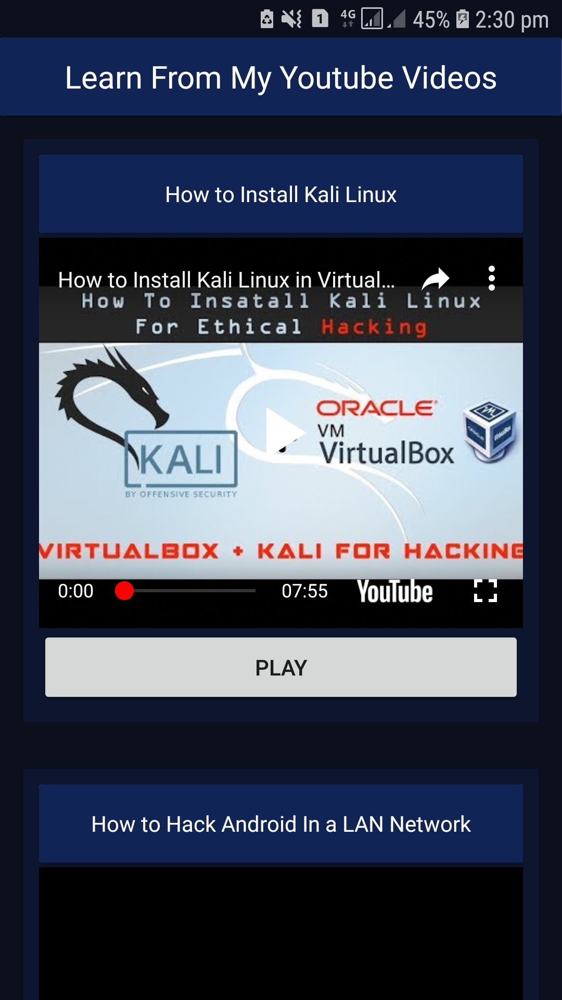 1 4G 45% 2:30 pm
Learn From My Youtube Videos
How to Install Kali Linux
How to Install Kali Linux in Virtual...
How To Insatall Kali Linux
For Ethical Hacking
ORACLE
VM
VirtualBox
KALI
BY OFFENSIVE SECURITY
VIRTUALBOX + KALI FOR HACKING
0:00 07:55 YouTube
PLAY
How to Hack Android In a LAN Network